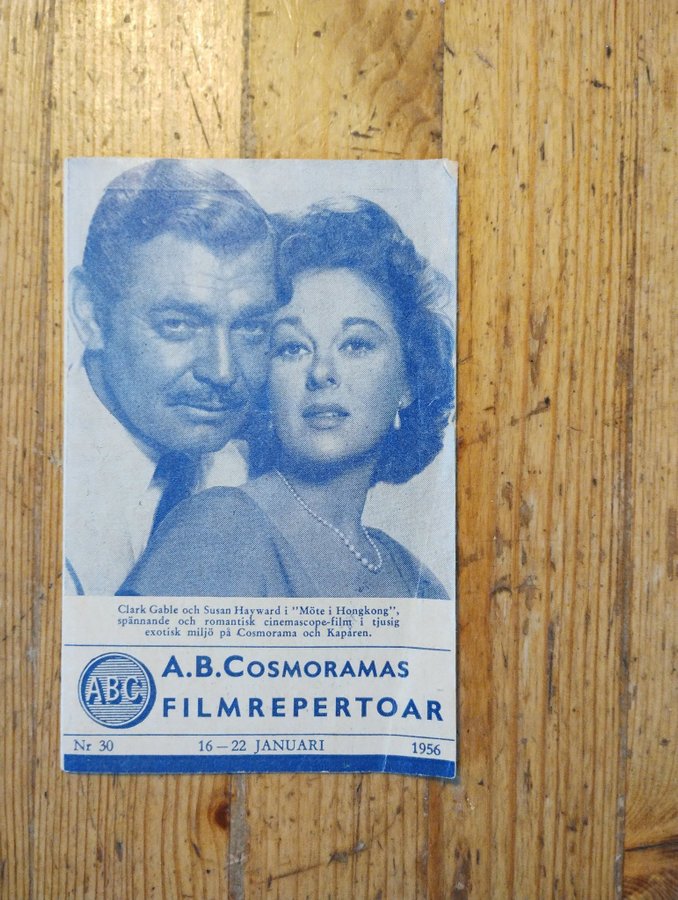 Clark Gable och Susan Hayward i "Möte i Hongkong",
spännande och romantisk cinemascope-film i tjusig
exotisk miljö på Cosmorama och Kaparen.
ABC
A.B.COSMORAMAS
FILMREPERTOAR
Nr 30 16—22 JANUARI 1956